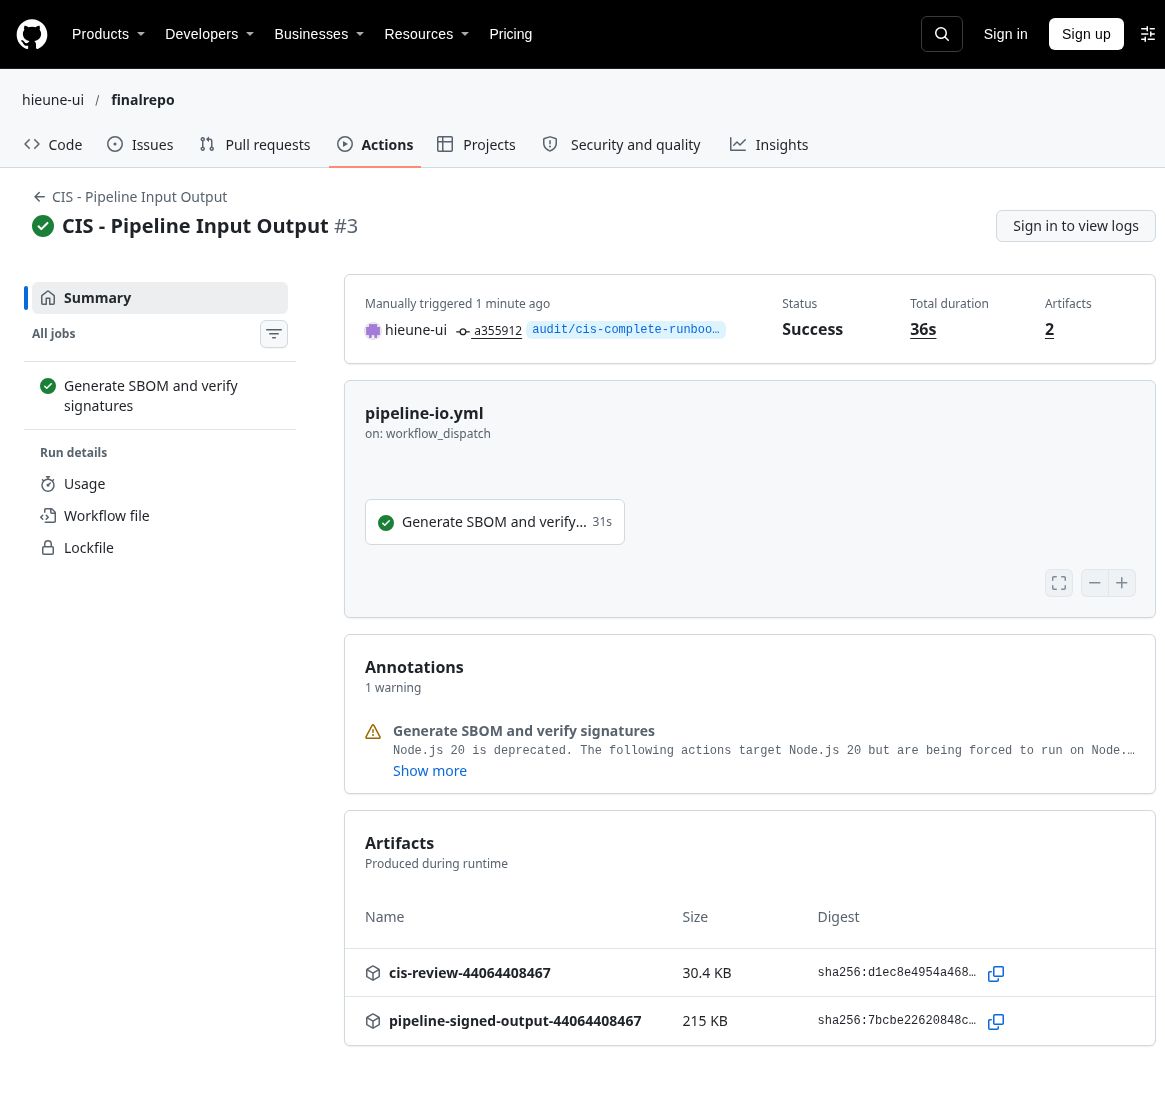 Products
Developers
Businesses
Resources
Pricing
Sign in
Sign up
hieune-ui / finalrepo
Code
Issues
Pull requests
Actions
Projects
Security and quality
Insights
CIS - Pipeline Input Output
CIS - Pipeline Input Output #3
Sign in to view logs
Summary
All jobs
Generate SBOM and verify
signatures
Run details
Usage
Workflow file
Lockfile
Manually triggered 1 minute ago
hieune-ui a355912 audit/cis-complete-runboo…
Status
Success
Total duration
36s
Artifacts
2
pipeline-io.yml
on: workflow_dispatch
Generate SBOM and verify... 31s
Annotations
1 warning
Generate SBOM and verify signatures
Node.js 20 is deprecated. The following actions target Node.js 20 but are being forced to run on Node.…
Show more
Artifacts
Produced during runtime
Name Size Digest
cis-review-44064408467 30.4 KB sha256:d1ec8e4954a468…
pipeline-signed-output-44064408467 215 KB sha256:7bcbe22620848c…